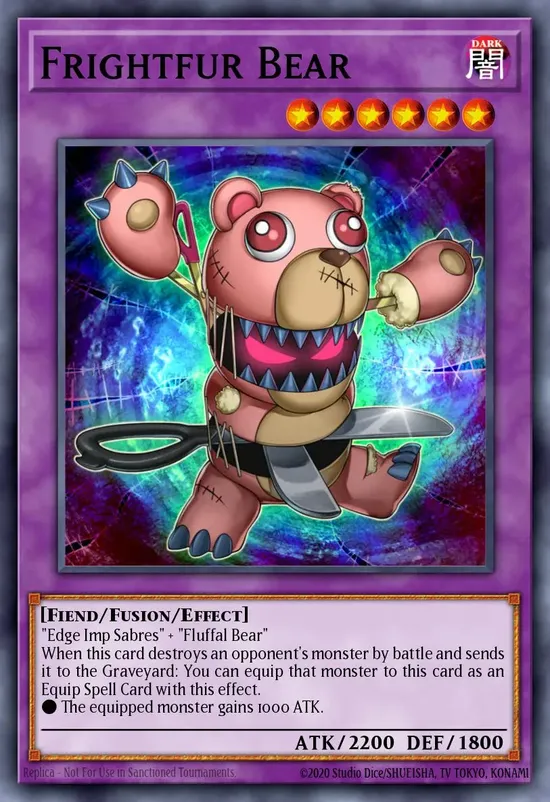 FRIGHTFUR BEAR
DARK
闇
[FIEND/FUSION/EFFECT]
"Edge Imp Sabres" + "Fluffal Bear"
When this card destroys an opponent's monster by battle and sends
it to the Graveyard: You can equip that monster to this card as an
Equip Spell Card with this effect.
● The equipped monster gains 1000 ATK.
ATK/2200 DEF/1800
Replica - Not For Use in Sanctioned Tournaments.
©2020 Studio Dice/SHUEISHA, TV TOKYO, KONAMI